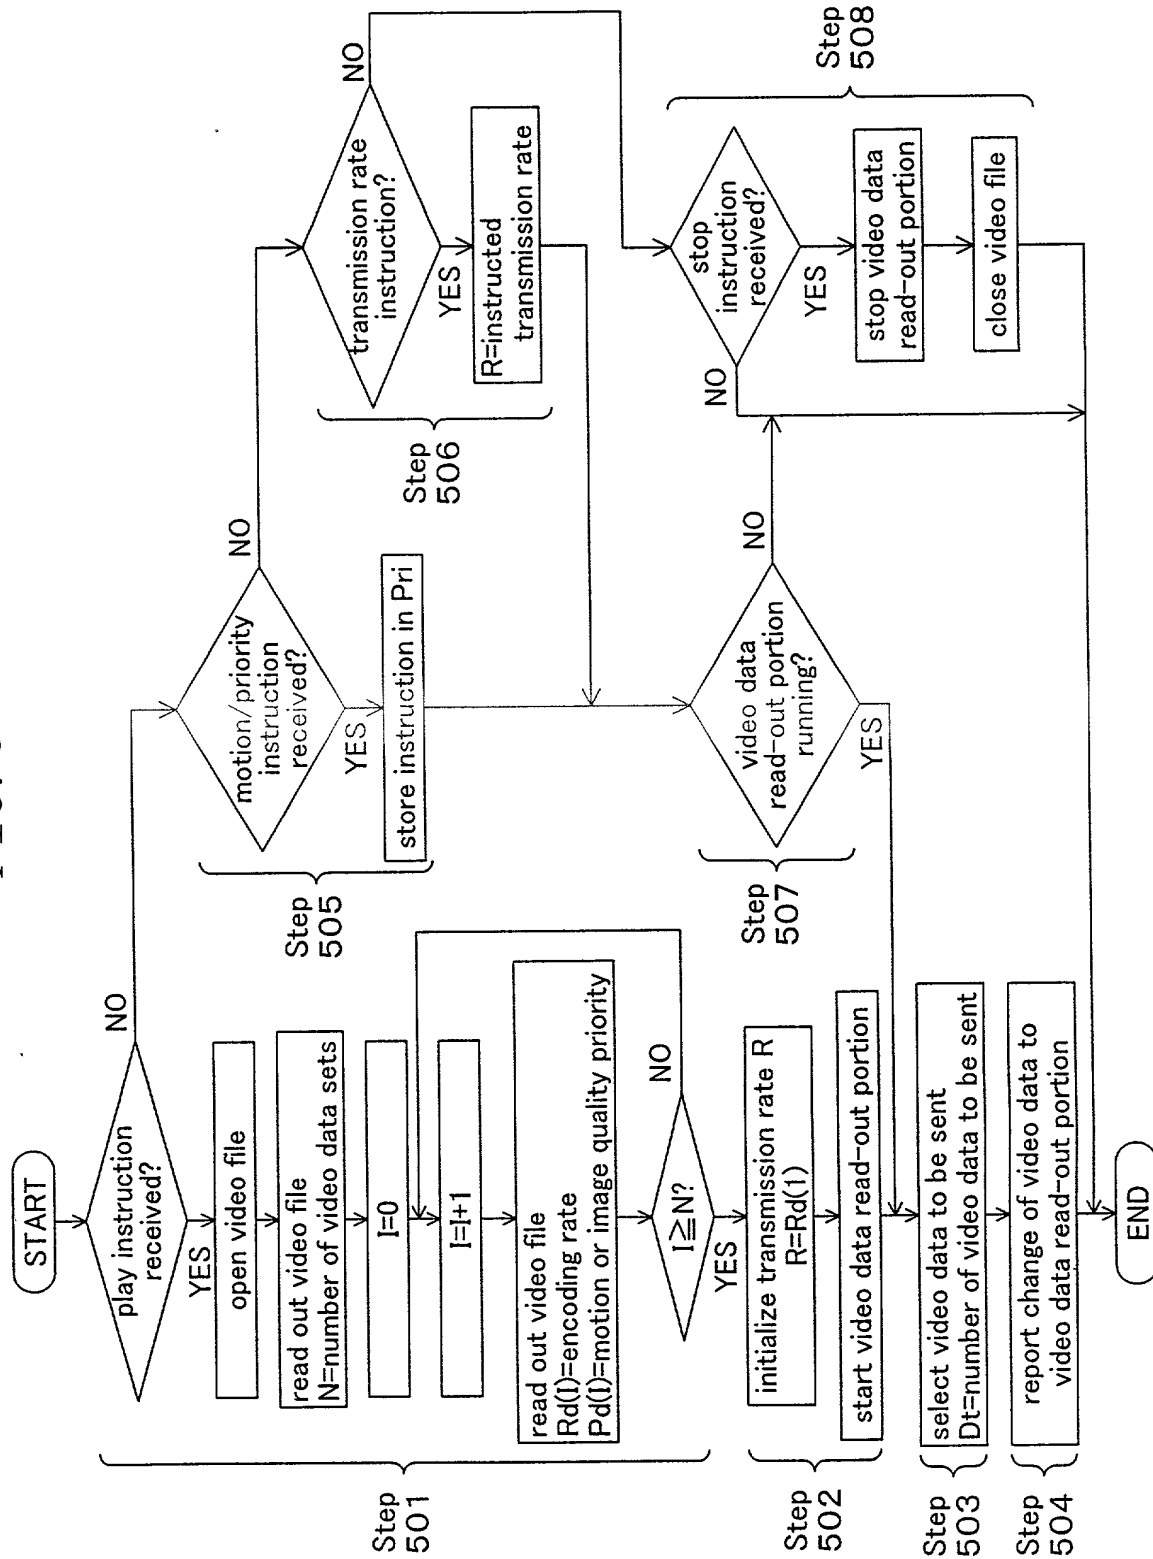 START
play instruction
received?
NO
YES
open video file
read out video file
N=number of video data sets
I=0
I=I+1
read out video file
Rd(I)=encoding rate
Pd(I)=motion or image quality priority
I≧N?
NO
YES
Step
501
initialize transmission rate R
R=Rd(1)
start video data read-out portion
Step
502
select video data to be sent
Dt=number of video data to be sent
Step
503
report change of video data to
video data read-out portion
Step
504
END
motion/priority
instruction
received?
NO
YES
store instruction in Pri
Step
505
transmission rate
instruction?
NO
YES
R=instructed
transmission rate
Step
506
video data
read-out portion
running?
NO
YES
Step
507
stop
instruction
received?
NO
YES
stop video data
read-out portion
close video file
Step
508